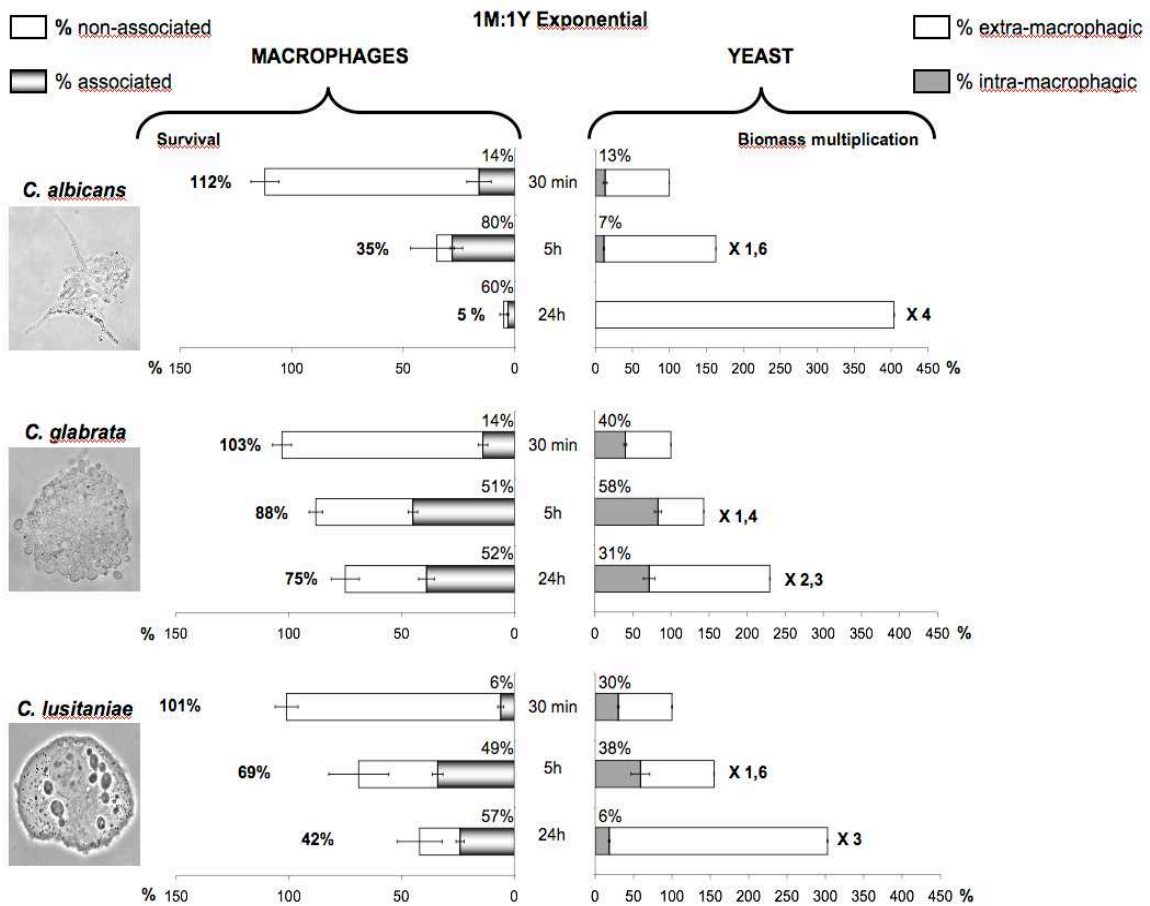 1M:1Y Exponential
% non-associated
% associated
MACROPHAGES
YEAST
% extra-macrophagic
% intra-macrophagic
Survival
Biomass multiplication
C. albicans
14%
112%
30 min
13%
80%
35%
5h
7%
X 1,6
60%
5 %
24h
X 4
% 150 100 50 0
0 50 100 150 200 250 300 350 400 450 %
C. glabrata
14%
103%
30 min
40%
51%
88%
5h
58%
X 1,4
52%
75%
24h
31%
X 2,3
% 150 100 50 0
0 50 100 150 200 250 300 350 400 450 %
C. lusitaniae
6%
101%
30 min
30%
49%
69%
5h
38%
X 1,6
57%
42%
24h
6%
X 3
% 150 100 50 0
0 50 100 150 200 250 300 350 400 450 %